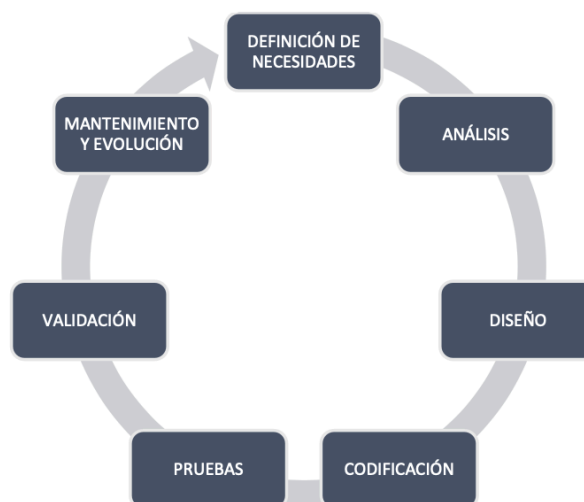 DEFINICIÓN DE
NECESIDADES
ANÁLISIS
DISEÑO
CODIFICACIÓN
PRUEBAS
VALIDACIÓN
MANTENIMIENTO
Y EVOLUCIÓN